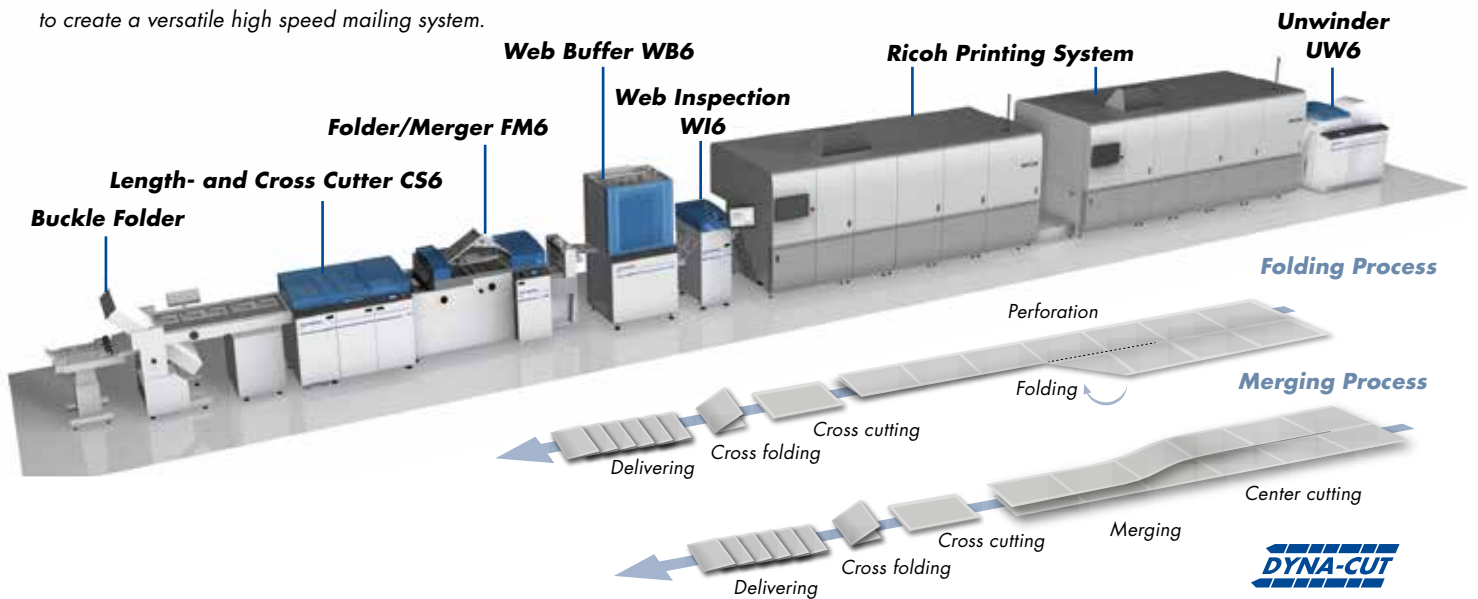 to create a versatile high speed mailing system.
Unwinder
UW6
Ricoh Printing System
Web Buffer WB6
Web Inspection
WI6
Folder/Merger FM6
Length- and Cross Cutter CS6
Buckle Folder
Folding Process
Perforation
Folding
Cross cutting
Cross folding
Delivering
Merging Process
Center cutting
Merging
Cross cutting
Cross folding
Delivering
DYNA-CUT